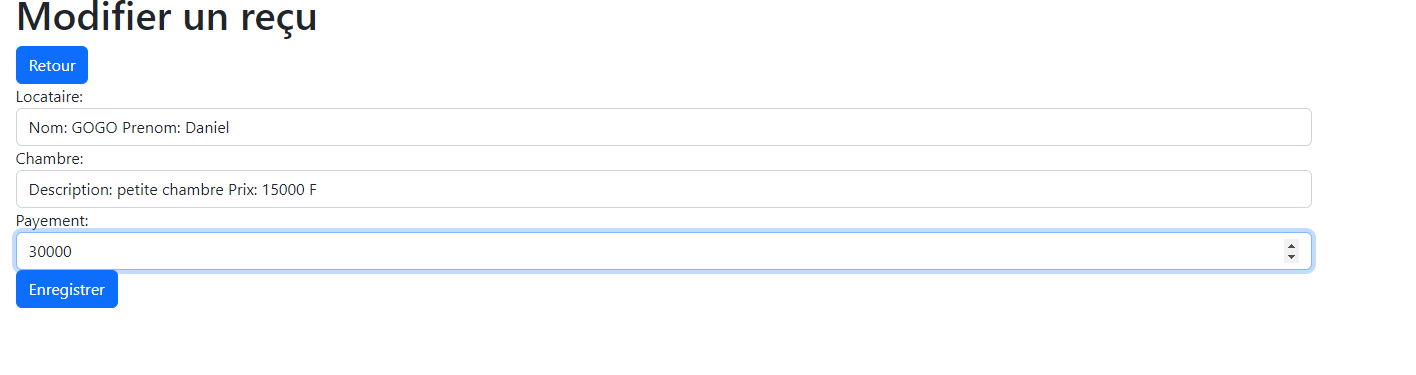 Modifier un reçu
Retour
Locataire:
Nom: GOGO Prenom: Daniel
Chambre:
Description: petite chambre Prix: 15000 F
Payement:
30000
Enregistrer